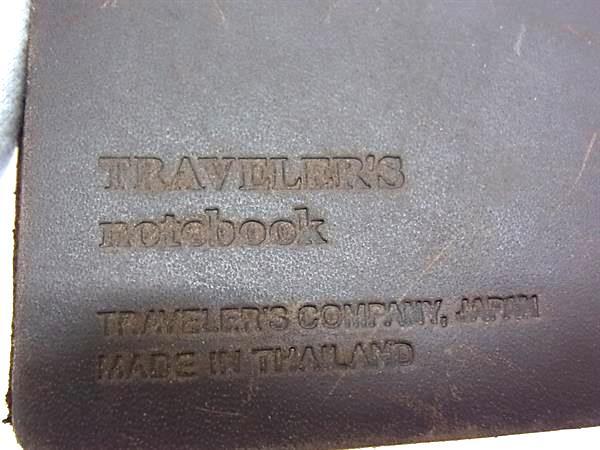 TRAVELER'S
notebook
TRAVELER'S COMPANY, JAPAN
MADE IN THAILAND